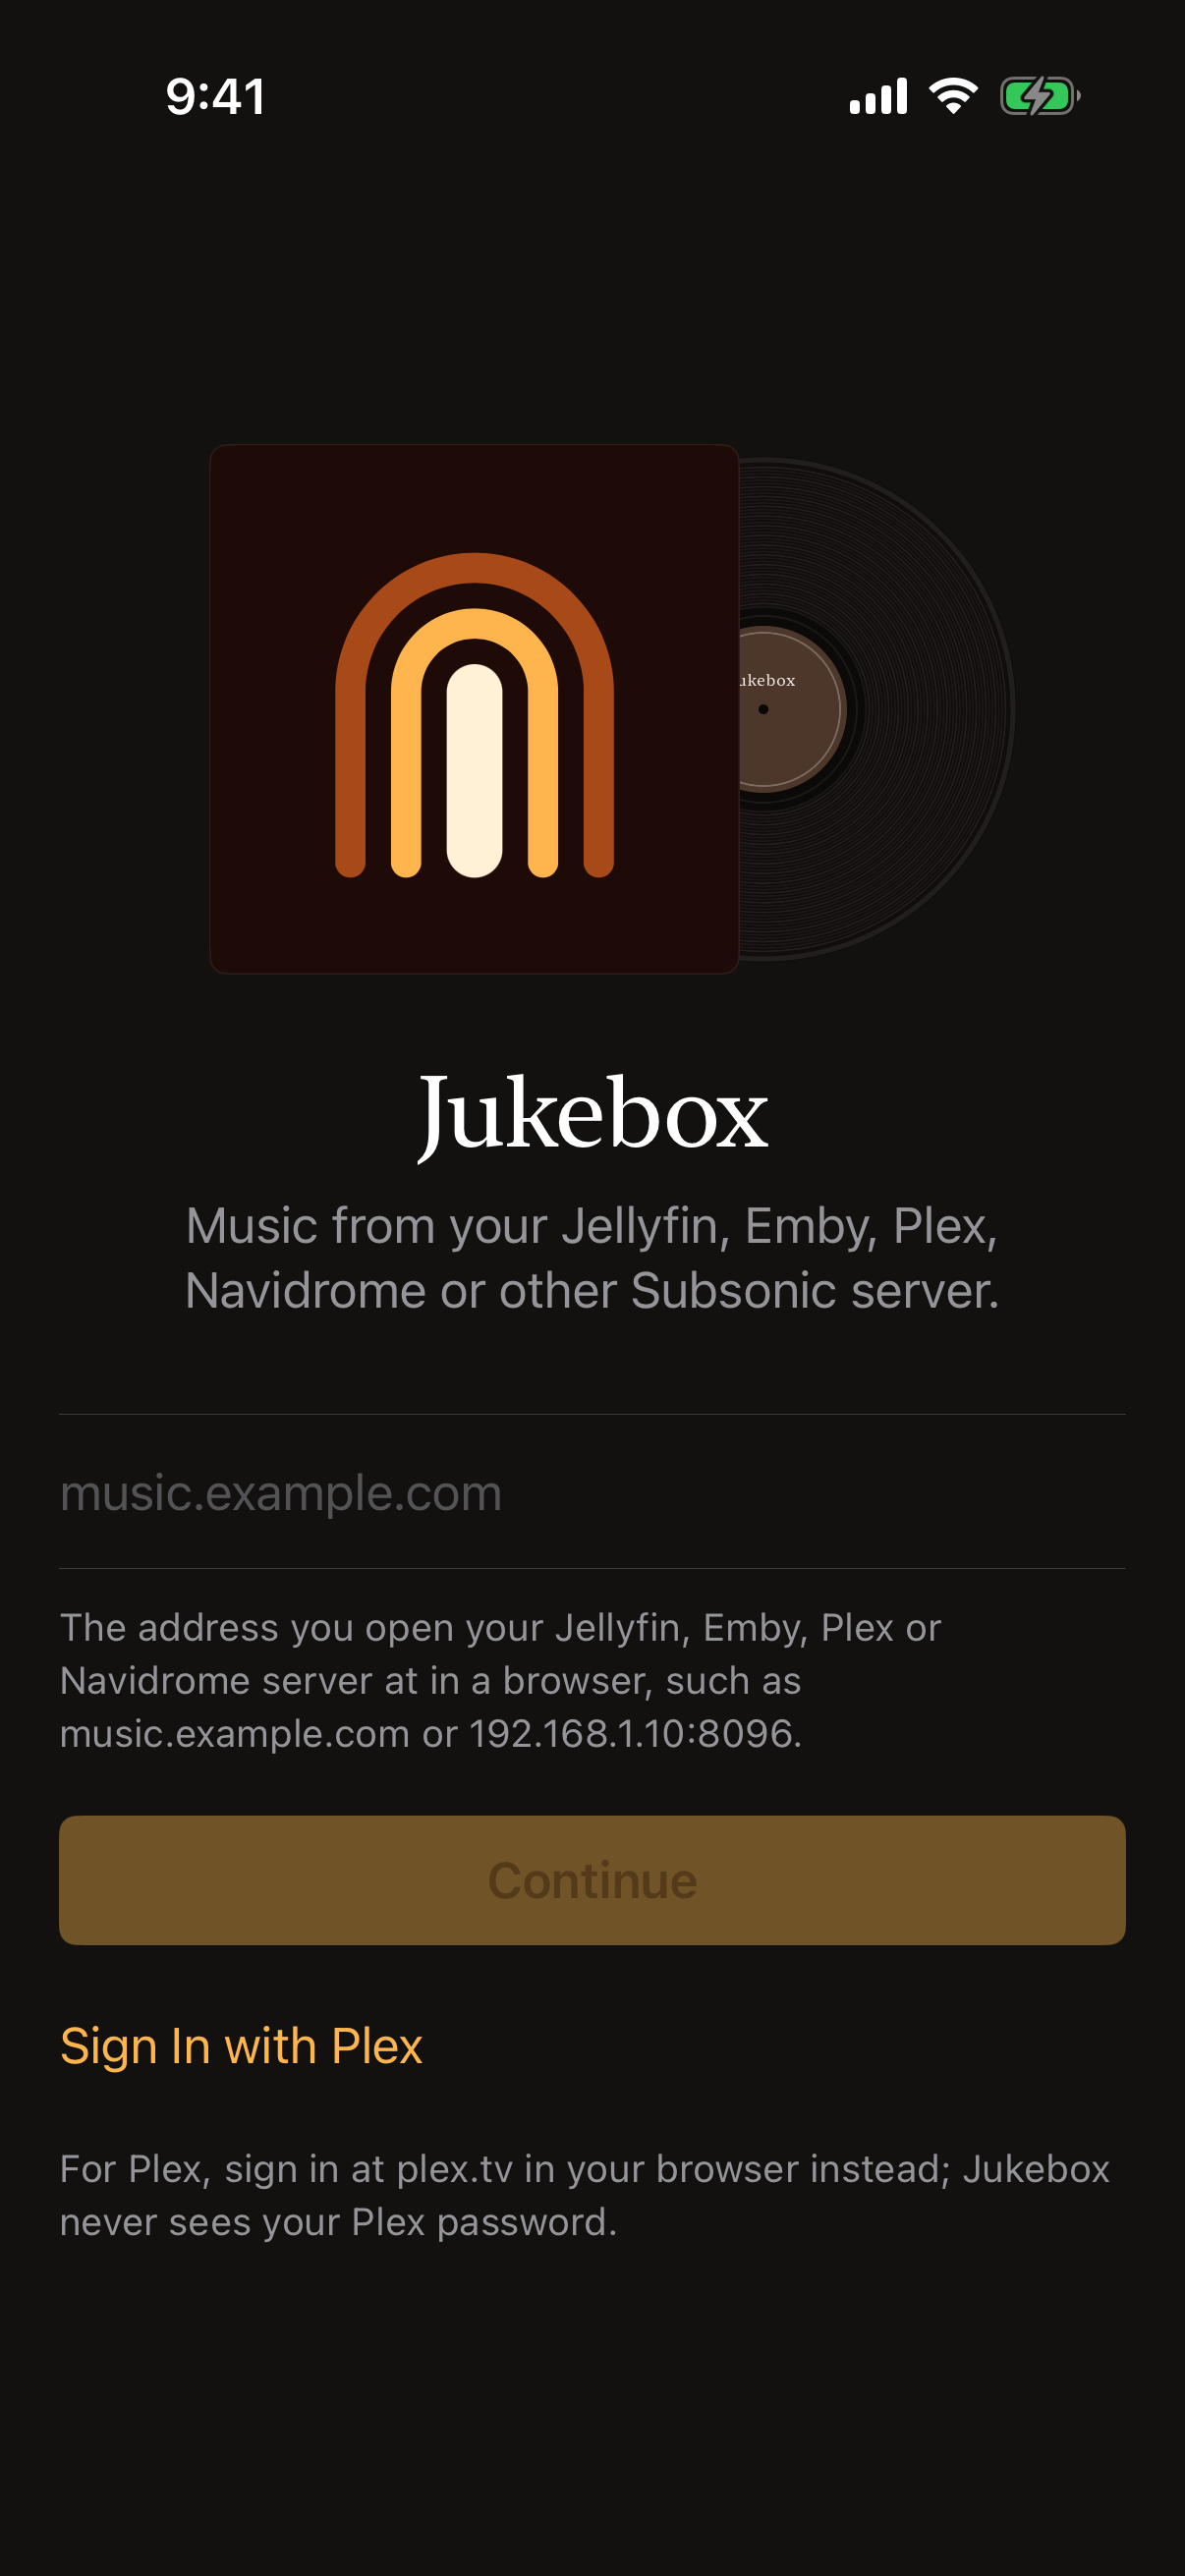 9:41
ukebox
Jukebox
Music from your Jellyfin, Emby, Plex,
Navidrome or other Subsonic server.
music.example.com
The address you open your Jellyfin, Emby, Plex or
Navidrome server at in a browser, such as
music.example.com or 192.168.1.10:8096.
Continue
Sign In with Plex
For Plex, sign in at plex.tv in your browser instead; Jukebox
never sees your Plex password.